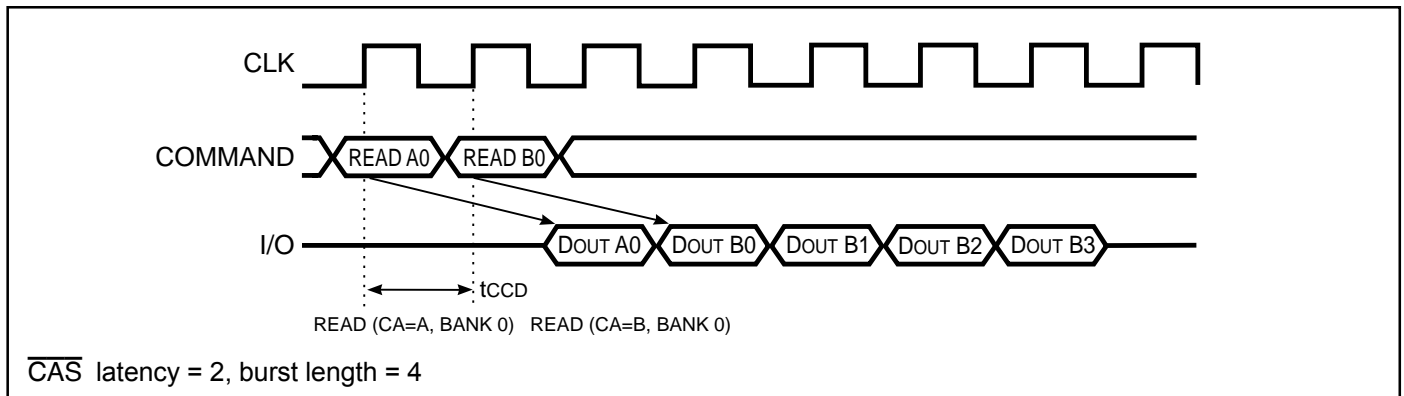 CLK
COMMAND READ A0 READ B0
I/O DOUT A0 DOUT B0 DOUT B1 DOUT B2 DOUT B3
tCCD
READ (CA=A, BANK 0) READ (CA=B, BANK 0)
CAS latency = 2, burst length = 4